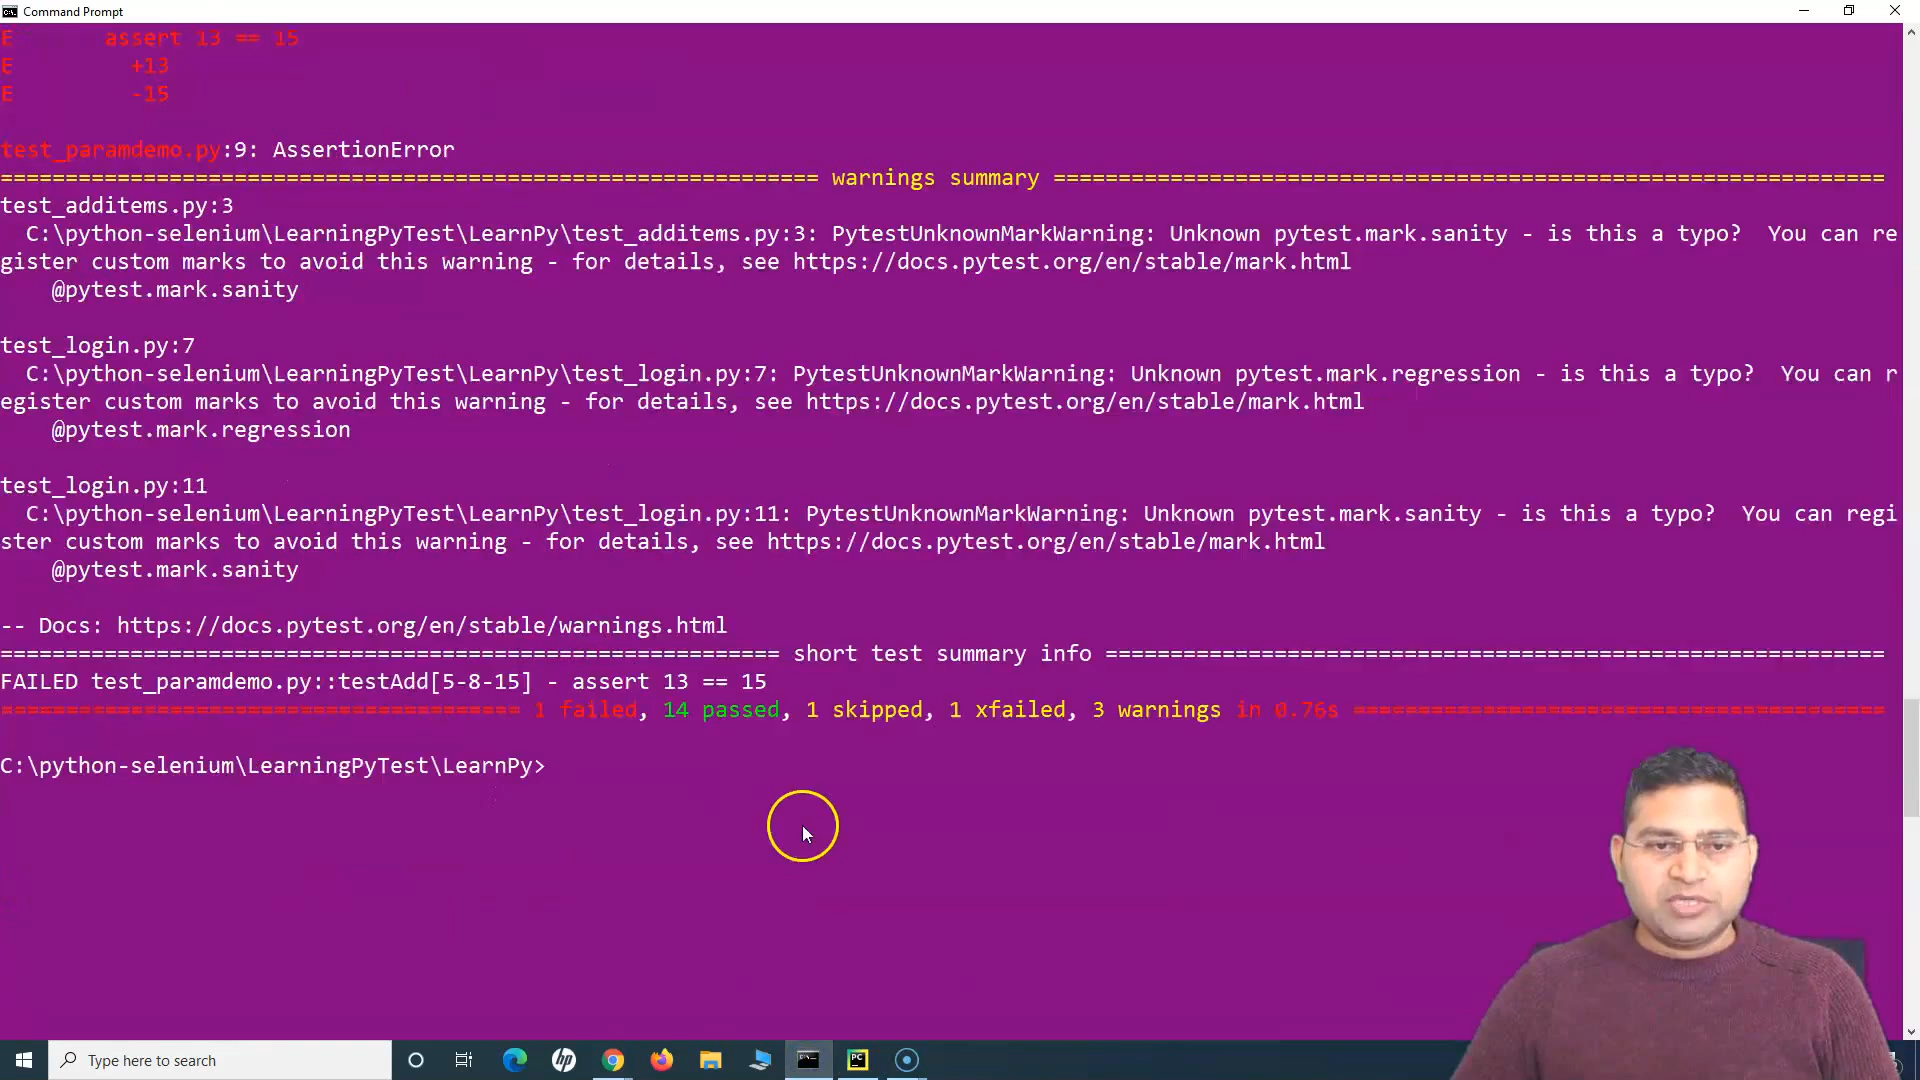 Command Prompt
E       assert 13 == 15
E         +13
E         -15
test_paramdemo.py:9: AssertionError
=============================================================== warnings summary ================================================================
test_additems.py:3
  C:\python-selenium\LearningPyTest\LearnPy\test_additems.py:3: PytestUnknownMarkWarning: Unknown pytest.mark.sanity - is this a typo?  You can re
gister custom marks to avoid this warning - for details, see https://docs.pytest.org/en/stable/mark.html
    @pytest.mark.sanity
test_login.py:7
  C:\python-selenium\LearningPyTest\LearnPy\test_login.py:7: PytestUnknownMarkWarning: Unknown pytest.mark.regression - is this a typo?  You can r
egister custom marks to avoid this warning - for details, see https://docs.pytest.org/en/stable/mark.html
    @pytest.mark.regression
test_login.py:11
  C:\python-selenium\LearningPyTest\LearnPy\test_login.py:11: PytestUnknownMarkWarning: Unknown pytest.mark.sanity - is this a typo?  You can regi
ster custom marks to avoid this warning - for details, see https://docs.pytest.org/en/stable/mark.html
    @pytest.mark.sanity
-- Docs: https://docs.pytest.org/en/stable/warnings.html
============================================================ short test summary info ============================================================
FAILED test_paramdemo.py::testAdd[5-8-15] - assert 13 == 15
======================================== 1 failed, 14 passed, 1 skipped, 1 xfailed, 3 warnings in 0.76s =========================================
C:\python-selenium\LearningPyTest\LearnPy>
Type here to search
hp
PC